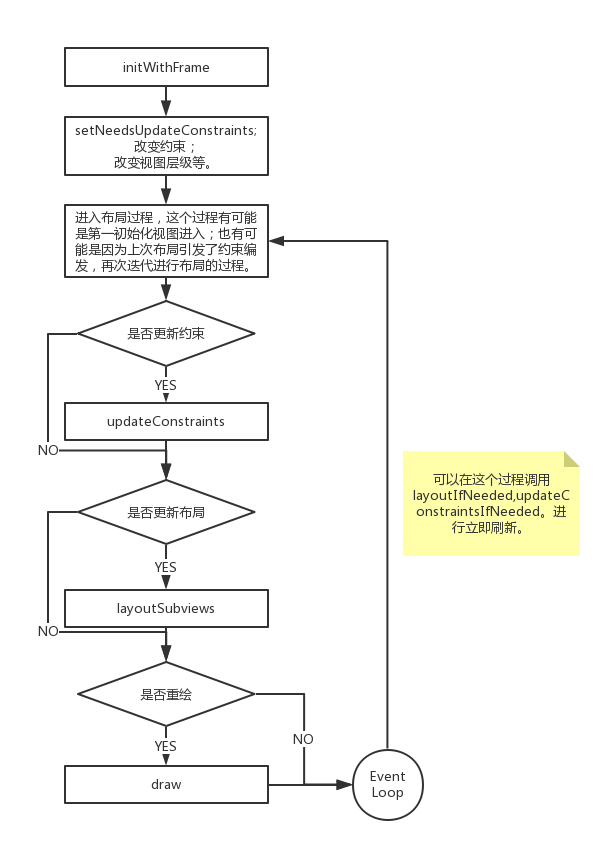 initWithFrame
setNeedsUpdateConstraints;
改变约束；
改变视图层级等。
进入布局过程，这个过程有可能
是第一初始化视图进入；也有可
能是因为上次布局引发了约束编
发，再次迭代进行布局的过程。
是否更新约束
YES
updateConstraints
NO
可以在这个过程调用
layoutIfNeeded,updateC
onstraintsIfNeeded。进
行立即刷新。
是否更新布局
YES
layoutSubviews
NO
是否重绘
NO
YES
draw
Event
Loop